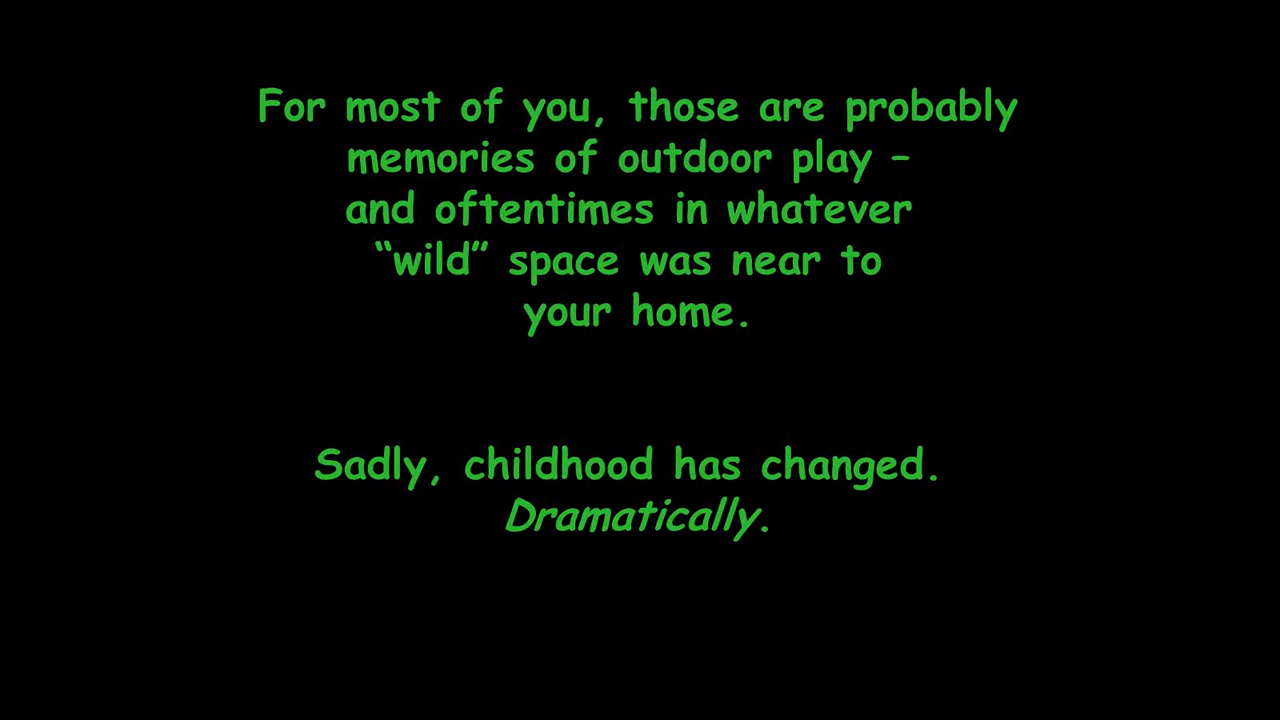 For most of you, those are probably
memories of outdoor play –
and oftentimes in whatever
“wild” space was near to
your home.
Sadly, childhood has changed.
Dramatically.